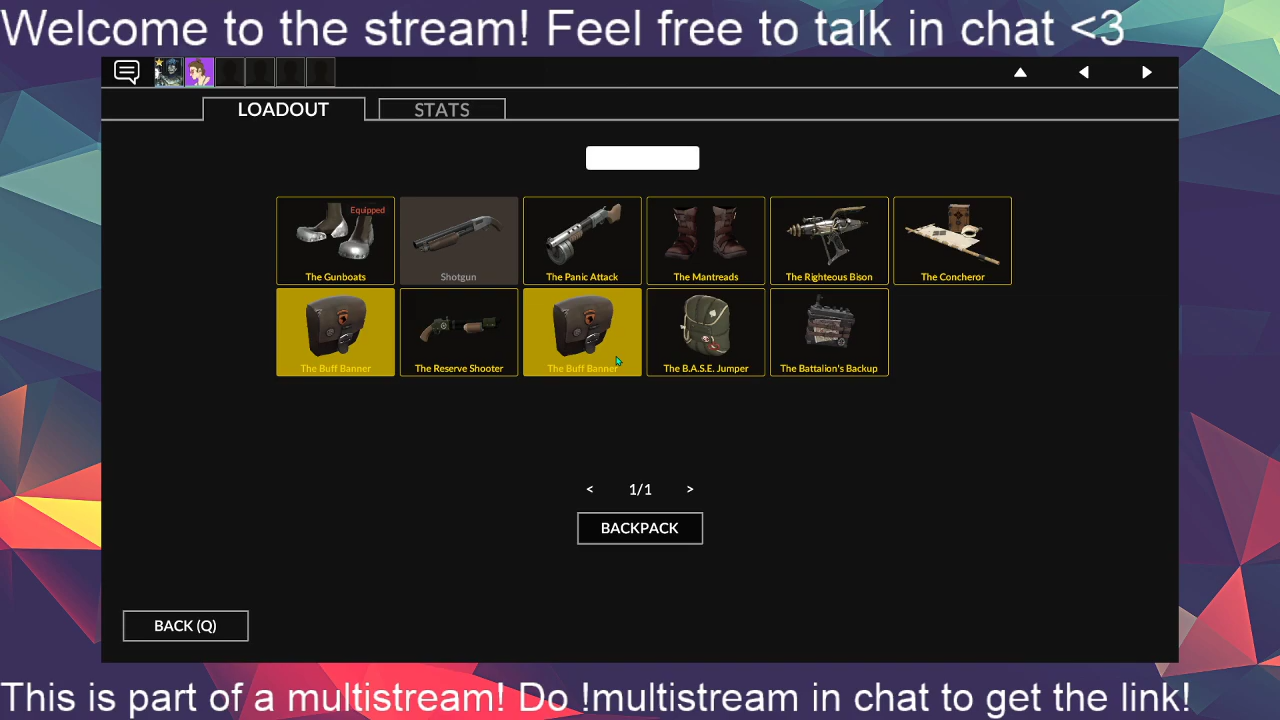 Welcome to the stream! Feel free to talk in chat <3
LOADOUT
STATS
Equipped
The Gunboats
Shotgun
The Panic Attack
The Mantreads
The Righteous Bison
The Concheror
The Buff Banner
The Reserve Shooter
The Buff Banner
The B.A.S.E. Jumper
The Battalion's Backup
< 1/1 >
BACKPACK
BACK (Q)
This is part of a multistream! Do !multistream in chat to get the link!